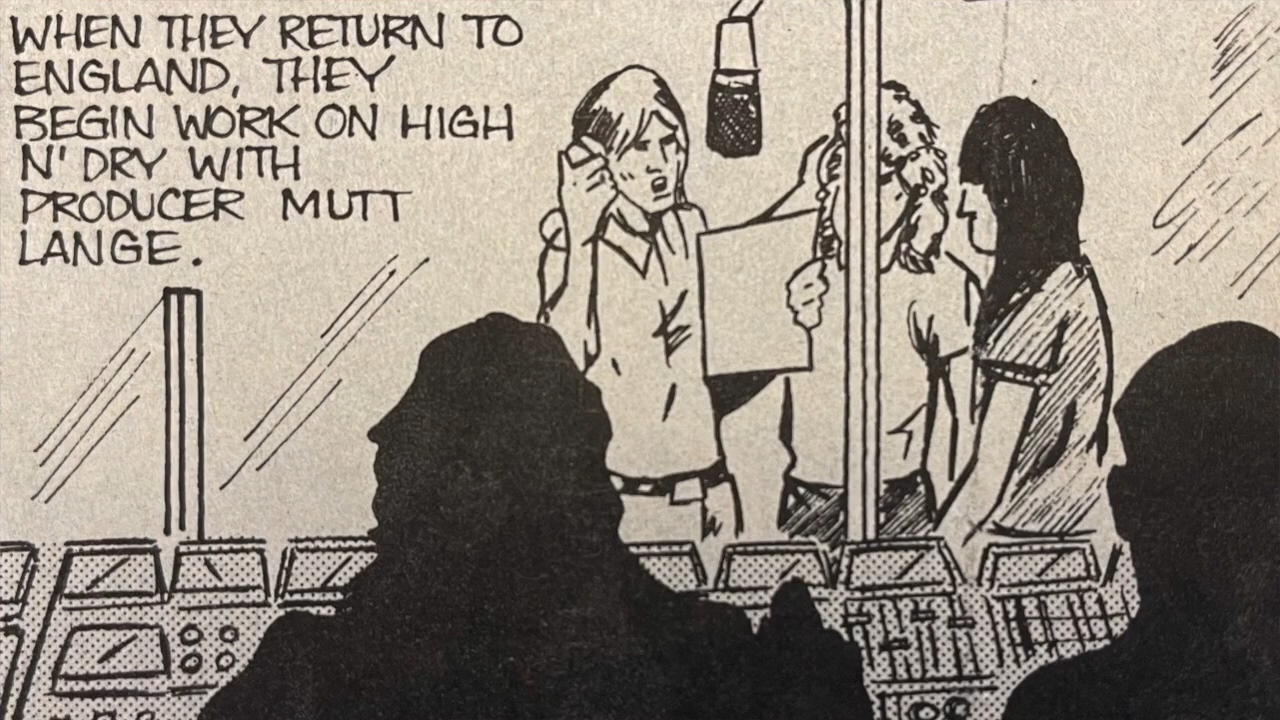 WHEN THEY RETURN TO
ENGLAND, THEY
BEGIN WORK ON HIGH
N' DRY WITH
PRODUCER MUTT
LANGE.